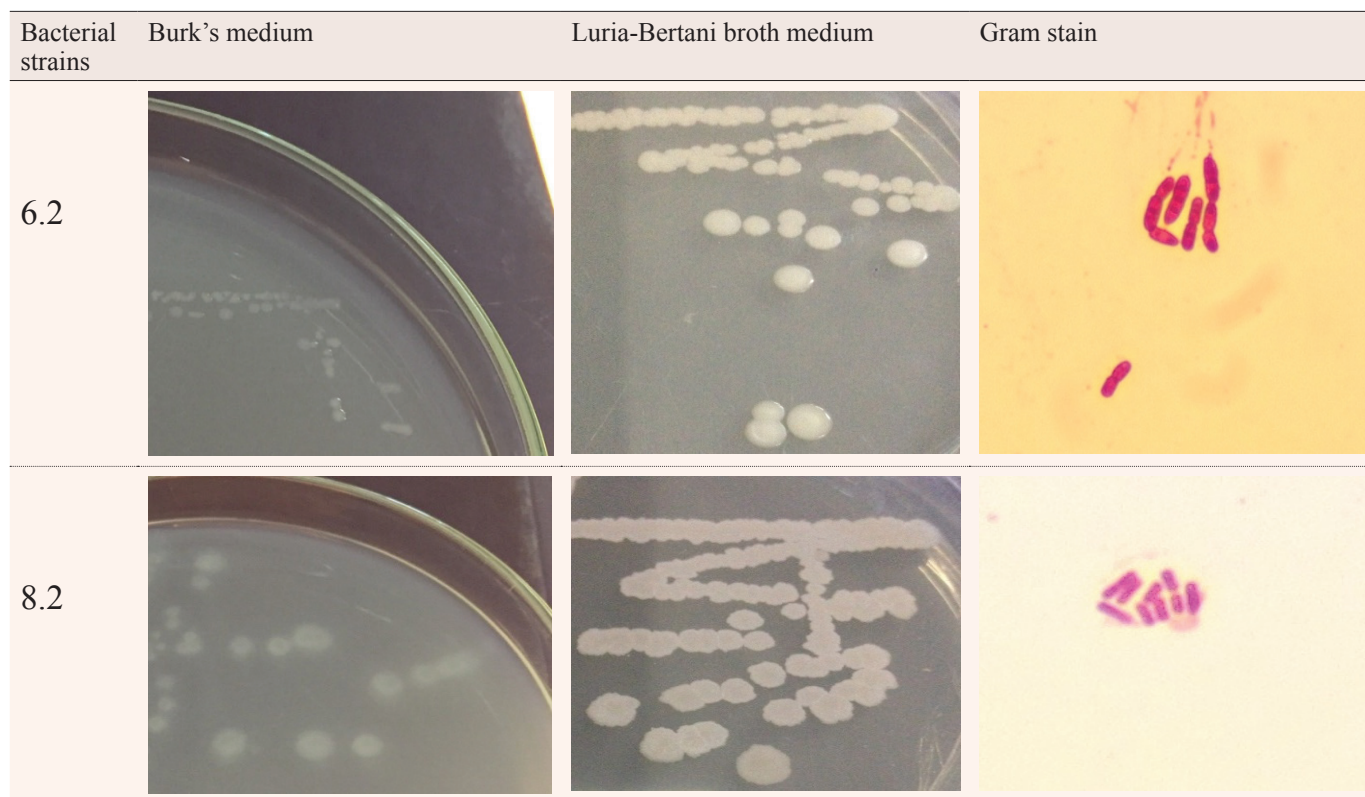 Bacterial strains
Burk’s medium
Luria-Bertani broth medium
Gram stain
6.2
8.2